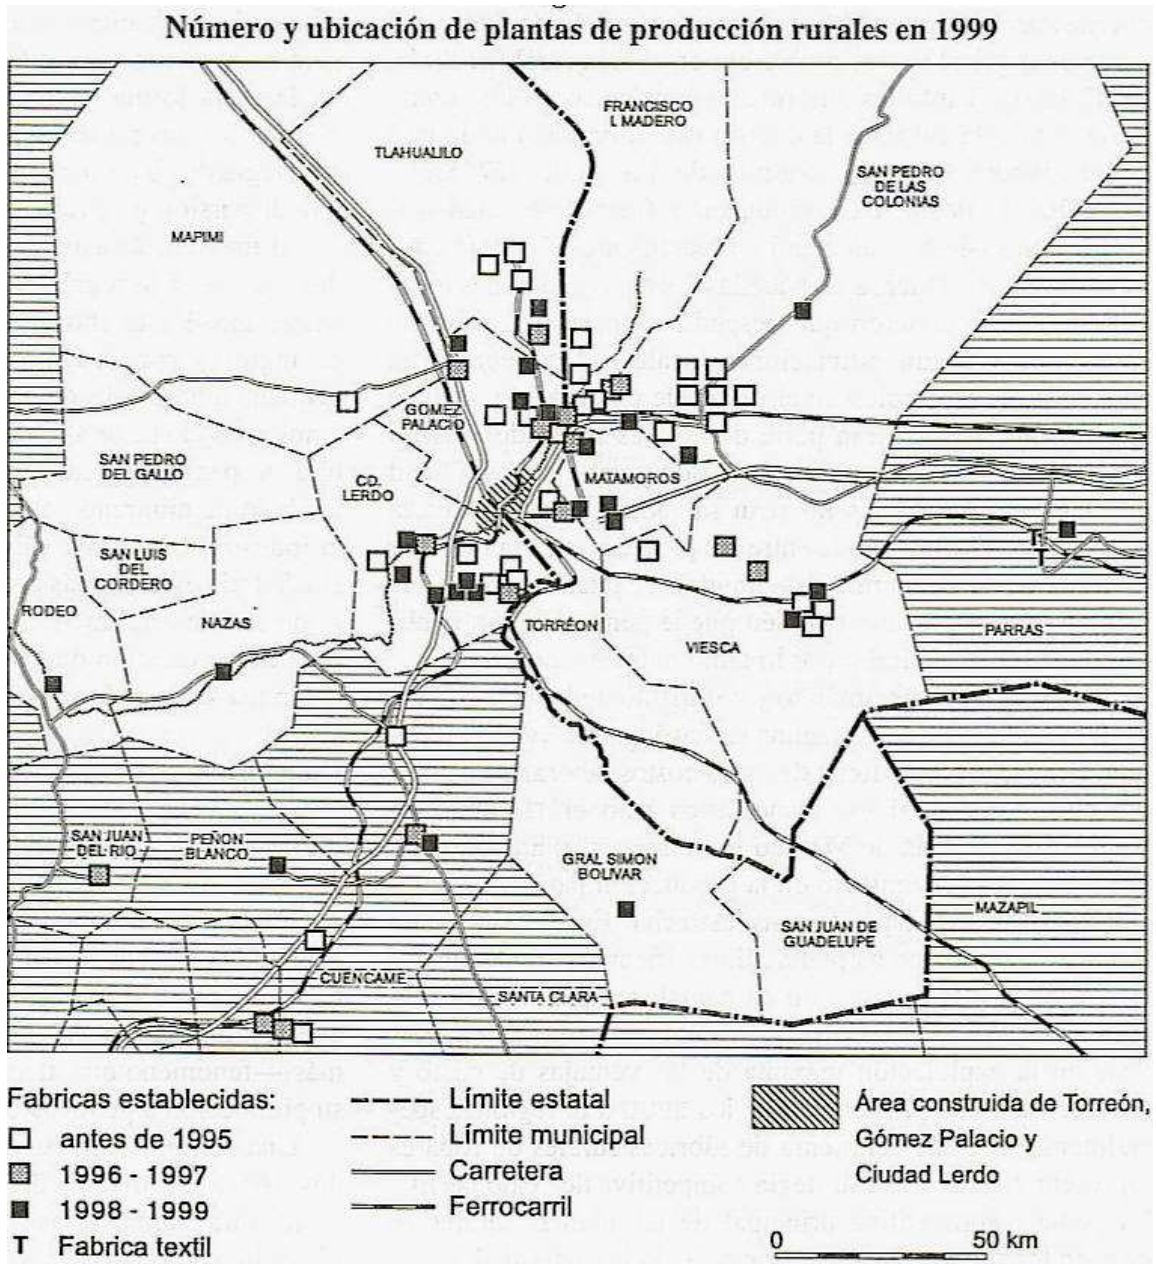 Número y ubicación de plantas de producción rurales en 1999
FRANCISCO
I. MADERO
TLAHUALILO
SAN PEDRO
DE LAS
COLONIAS
MAPIMI
GOMEZ
PALACIO
SAN PEDRO
DEL GALLO
CD.
LERDO
MATAMOROS
SAN LUIS
DEL
CORDERO
T
RODEO
NAZAS
TORRÉON
VIESCA
PARRAS
SAN JUAN
DEL RIO
PEÑON
BLANCO
GRAL SIMON
BOLIVAR
MAZAPIL
SAN JUAN DE
GUADELUPE
CUENCAME
SANTA CLARA
Fabricas establecidas:
antes de 1995
1996 - 1997
1998 - 1999
T Fabrica textil
Límite estatal
Límite municipal
Carretera
Ferrocarril
Área construida de Torreón,
Gómez Palacio y
Ciudad Lerdo
0 50 km